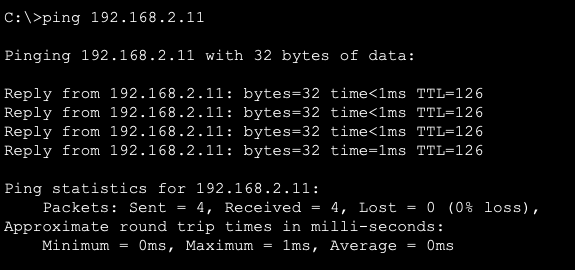 C:\>ping 192.168.2.11
Pinging 192.168.2.11 with 32 bytes of data:
Reply from 192.168.2.11: bytes=32 time<1ms TTL=126
Reply from 192.168.2.11: bytes=32 time<1ms TTL=126
Reply from 192.168.2.11: bytes=32 time<1ms TTL=126
Reply from 192.168.2.11: bytes=32 time=1ms TTL=126
Ping statistics for 192.168.2.11:
Packets: Sent = 4, Received = 4, Lost = 0 (0% loss),
Approximate round trip times in milli-seconds:
Minimum = 0ms, Maximum = 1ms, Average = 0ms